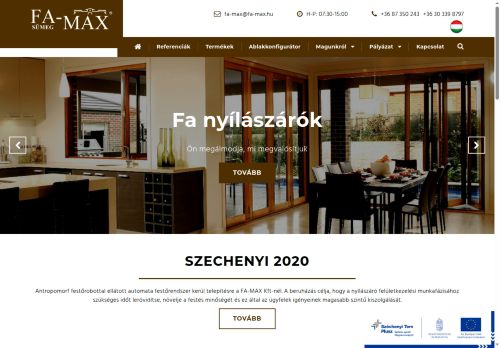 FA-MAX®
SÜMEG
fa-max@fa-max.hu
H-P: 07:30-15:00
+36 87 350 243 +36 30 139 8797
Referenciák Termékek Ablakkonfigurátor Magunkról Pályázat Kapcsolat
Fa nyílászárók
Ön megálmodja, mi megvalósítjuk
TOVÁBB
SZECHENYI 2020
Antropomorf festőrobottal ellátott automata festőrendszer kerül telepítésre a FA-MAX Kft-nél. A beruházás célja, hogy a nyílászáró felületkezelési munkafázisához
szükséges időt lerövidítse, növelje a festés minőségét és ez által az ügyfelek igényeinek magasabb szintű kiszolgálását.
TOVÁBB
Széchenyi Terv
Plusz